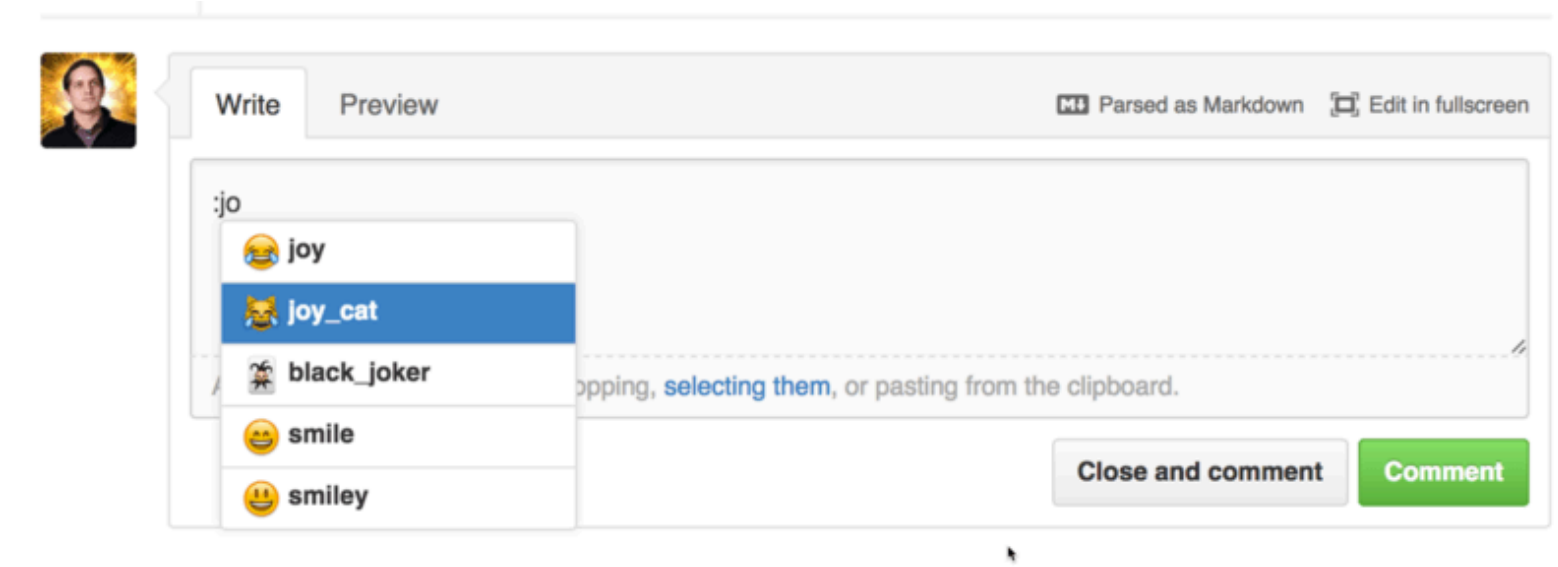 Write Preview Parsed as Markdown Edit in fullscreen
:jo
joy
joy_cat
black_joker
opping, selecting them, or pasting from the clipboard.
smile
smiley
Close and comment Comment